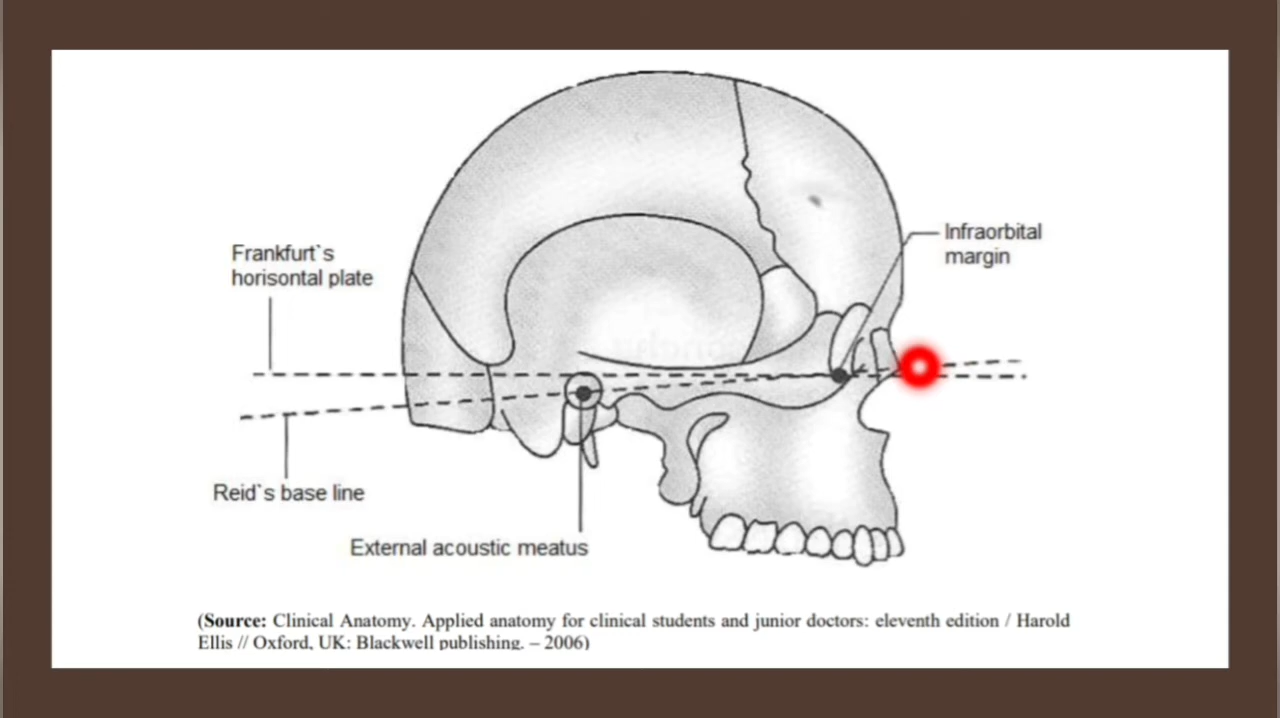 Frankfurt`s
horisontal plate
Infraorbital
margin
Reid`s base line
External acoustic meatus
(Source: Clinical Anatomy. Applied anatomy for clinical students and junior doctors: eleventh edition / Harold
Ellis // Oxford, UK: Blackwell publishing. – 2006)